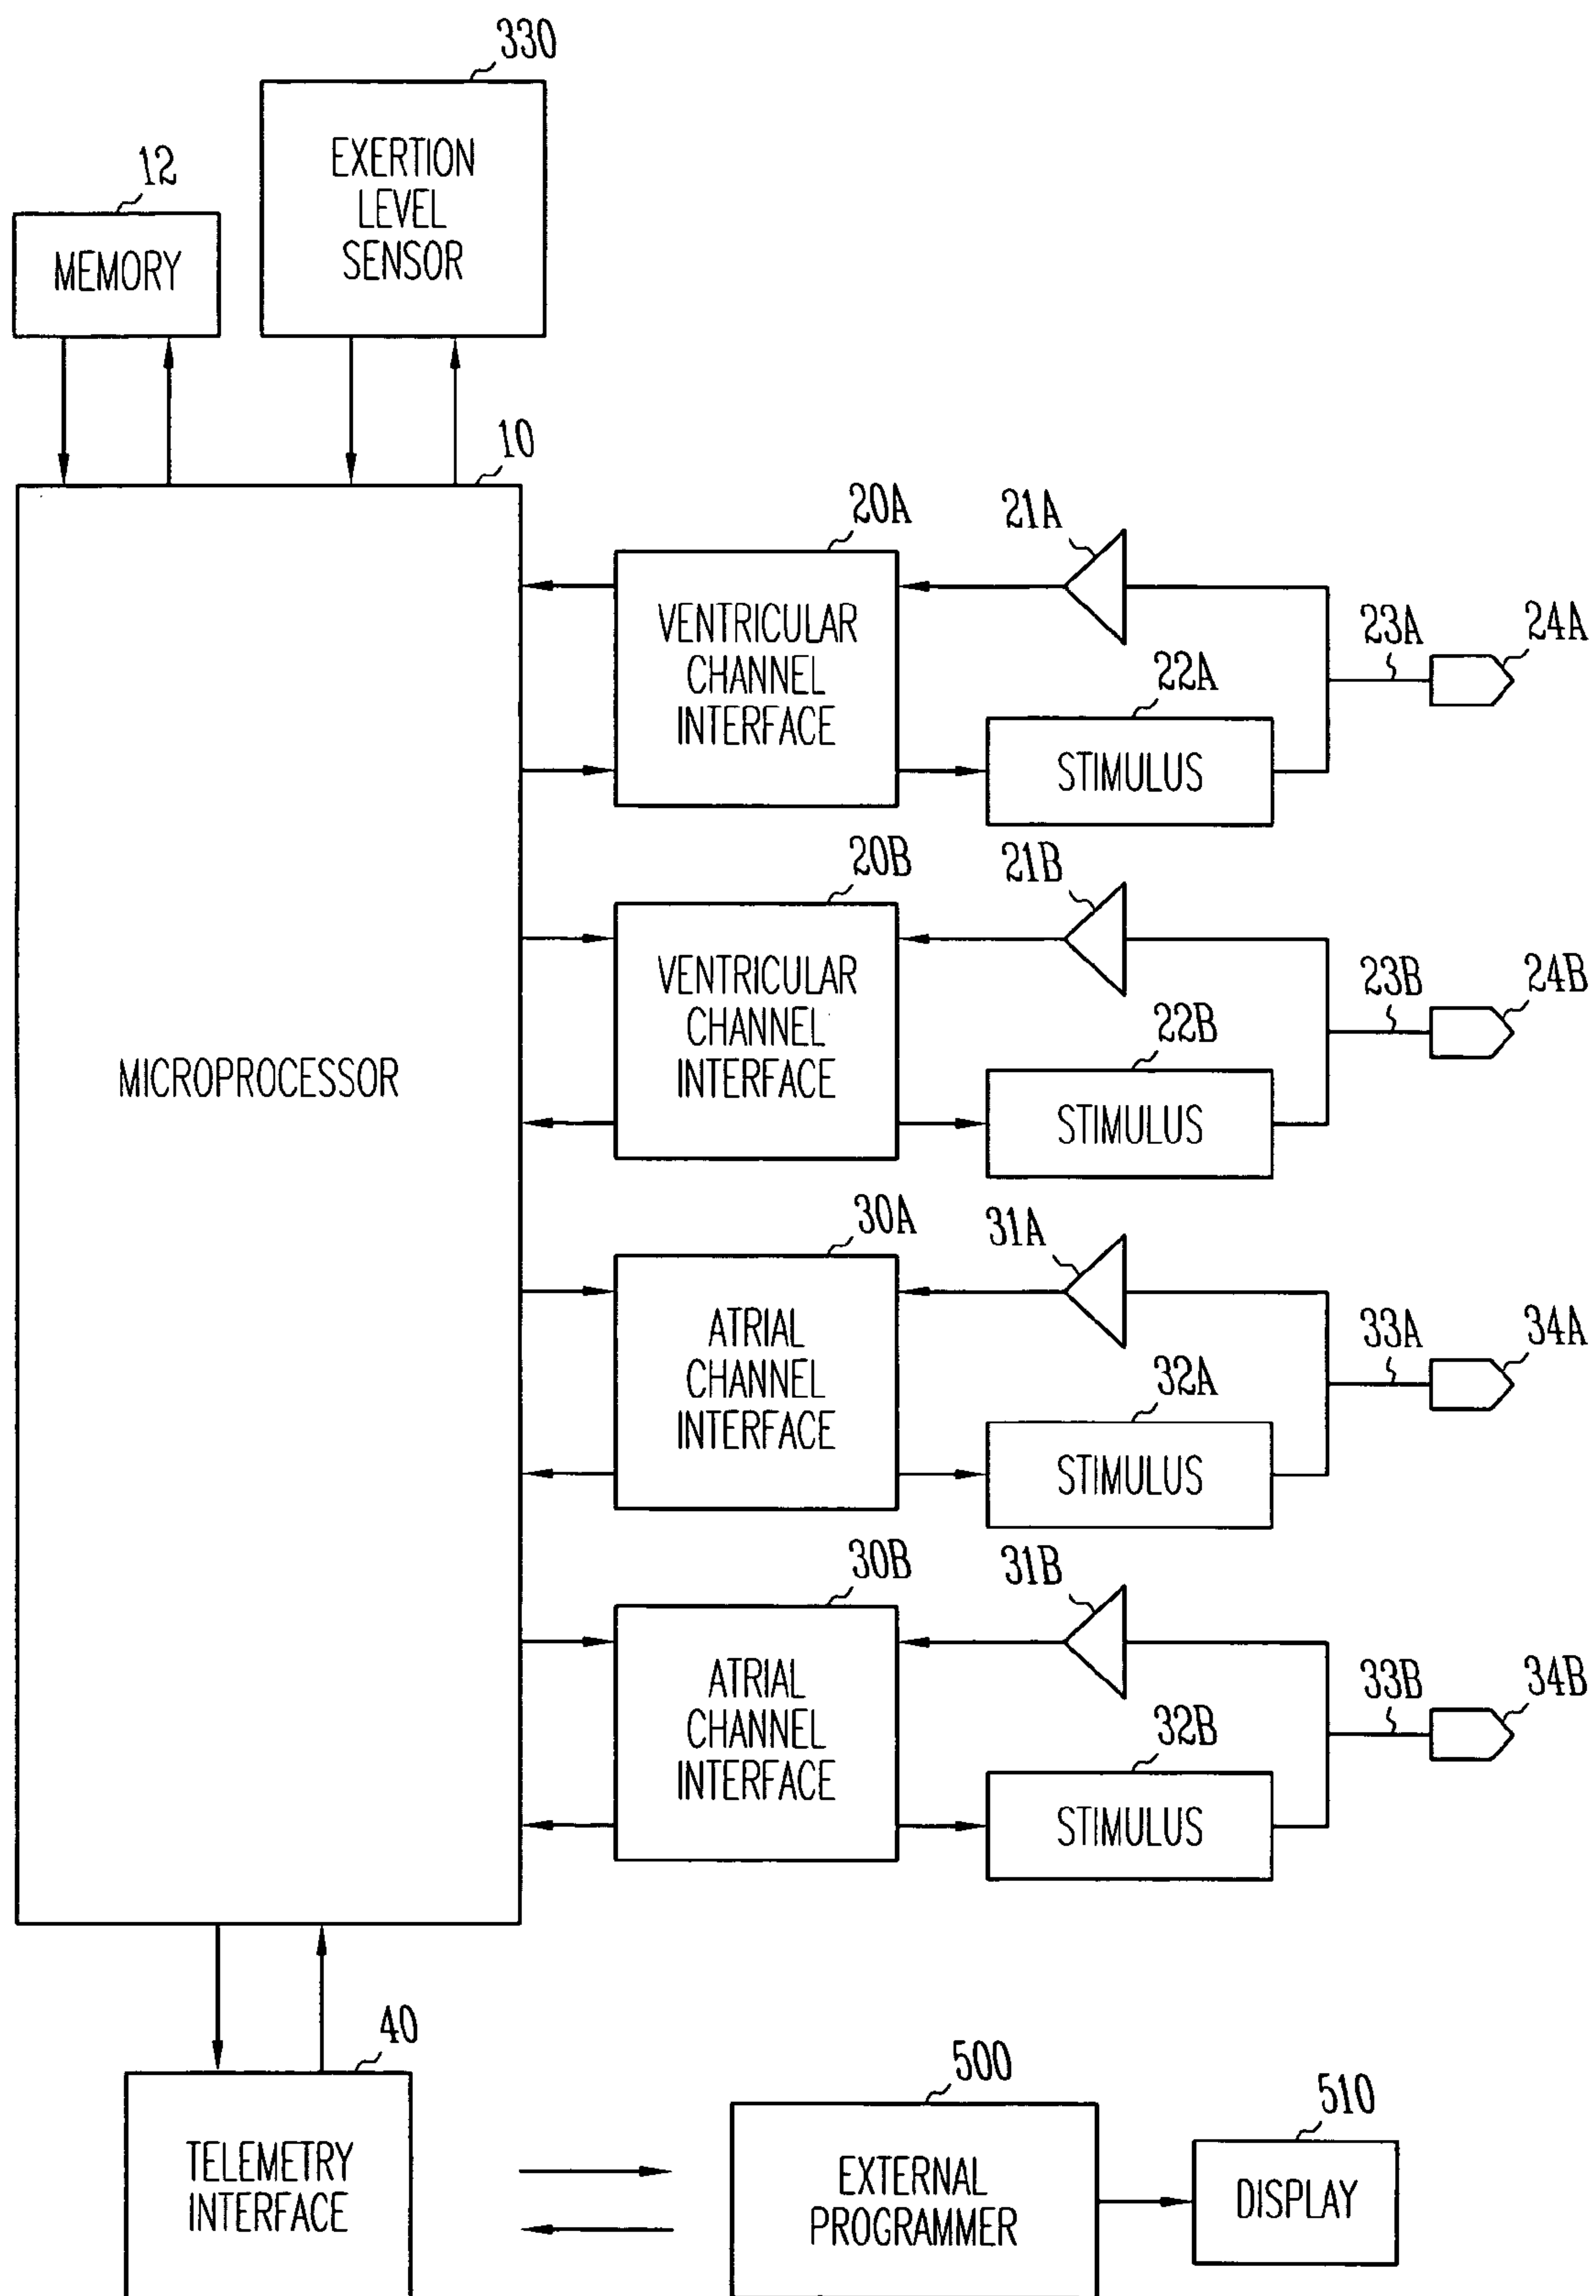 330
EXERTION
LEVEL
SENSOR
12
MEMORY
10
MICROPROCESSOR
20A
VENTRICULAR
CHANNEL
INTERFACE
21A
22A
STIMULUS
23A
24A
20B
VENTRICULAR
CHANNEL
INTERFACE
21B
22B
STIMULUS
23B
24B
30A
ATRIAL
CHANNEL
INTERFACE
31A
32A
STIMULUS
33A
34A
30B
ATRIAL
CHANNEL
INTERFACE
31B
32B
STIMULUS
33B
34B
40
TELEMETRY
INTERFACE
500
EXTERNAL
PROGRAMMER
510
DISPLAY